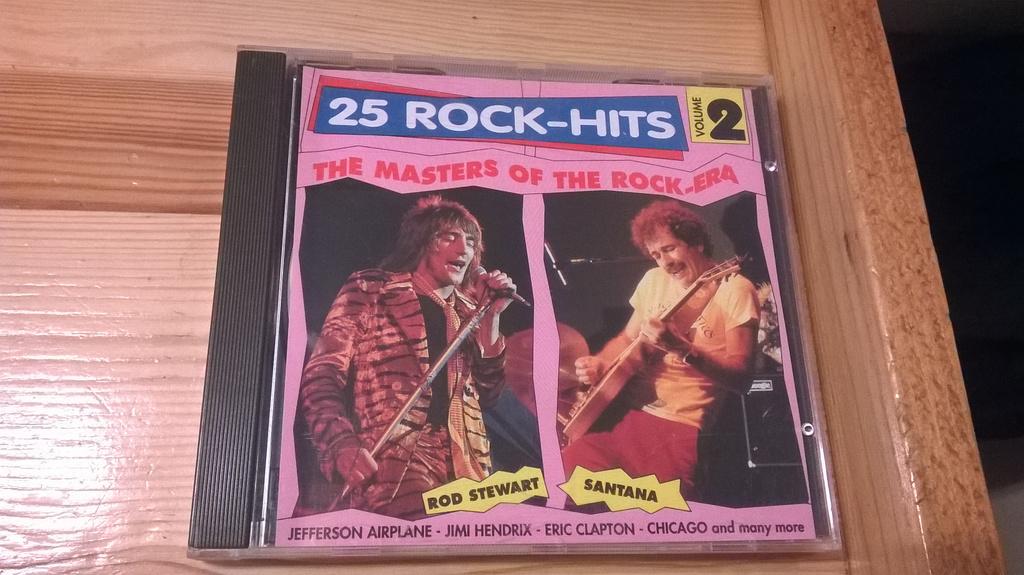 25 ROCK-HITS
VOLUME 2
THE MASTERS OF THE ROCK-ERA
ROD STEWART
SANTANA
JEFFERSON AIRPLANE - JIMI HENDRIX - ERIC CLAPTON - CHICAGO and many more